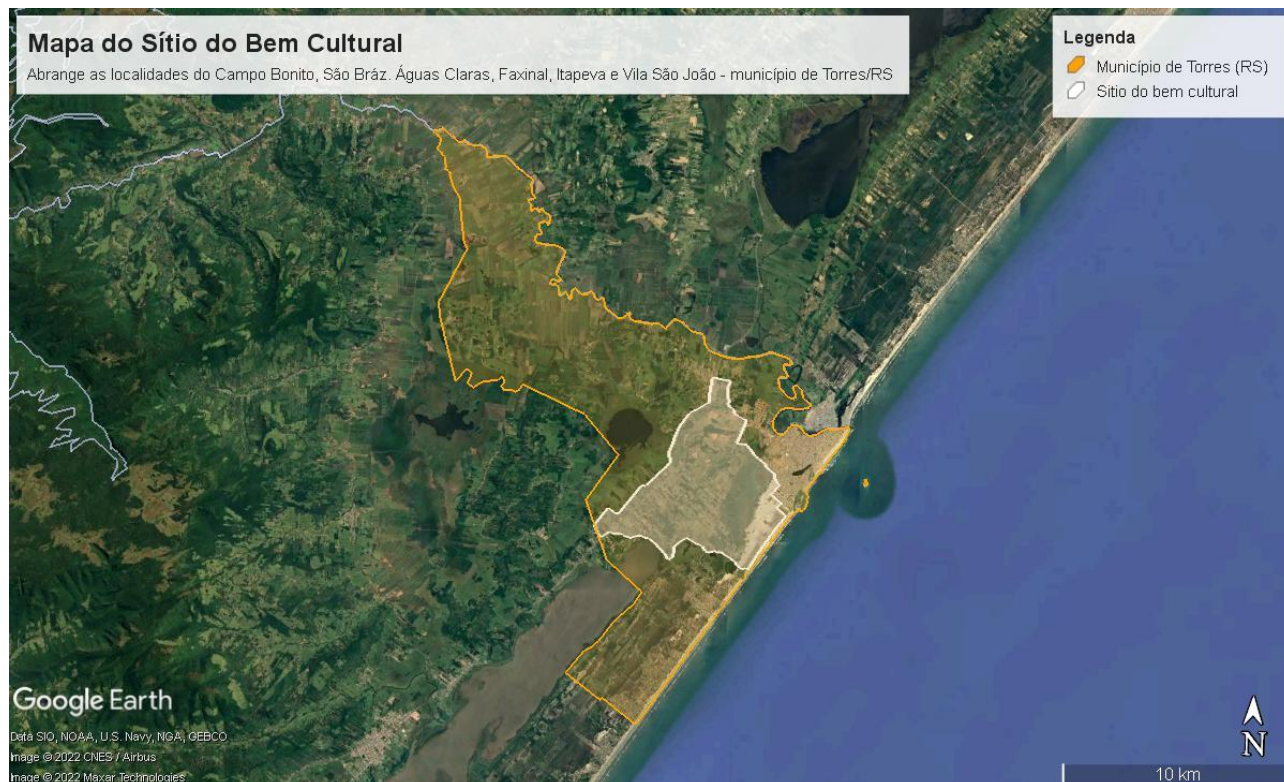 Mapa do Sítio do Bem Cultural
Abrange as localidades do Campo Bonito, São Bráz. Águas Claras, Faxinal, Itapeva e Vila São João - município de Torres/RS
Legenda
Município de Torres (RS)
Sitio do bem cultural
Google Earth
Data SIO, NOAA, U.S. Navy, NGA, GEBCO
Image © 2022 CNES / Airbus
Image © 2022 Maxar Technologies
N
10 km